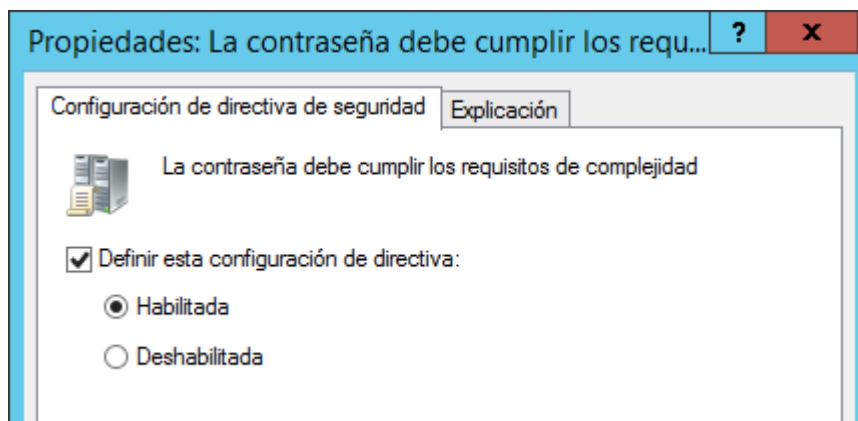 Propiedades: La contraseña debe cumplir los requ... ? x
Configuración de directiva de seguridad Explicación
La contraseña debe cumplir los requisitos de complejidad
Definir esta configuración de directiva:
Habilitada
Deshabilitada